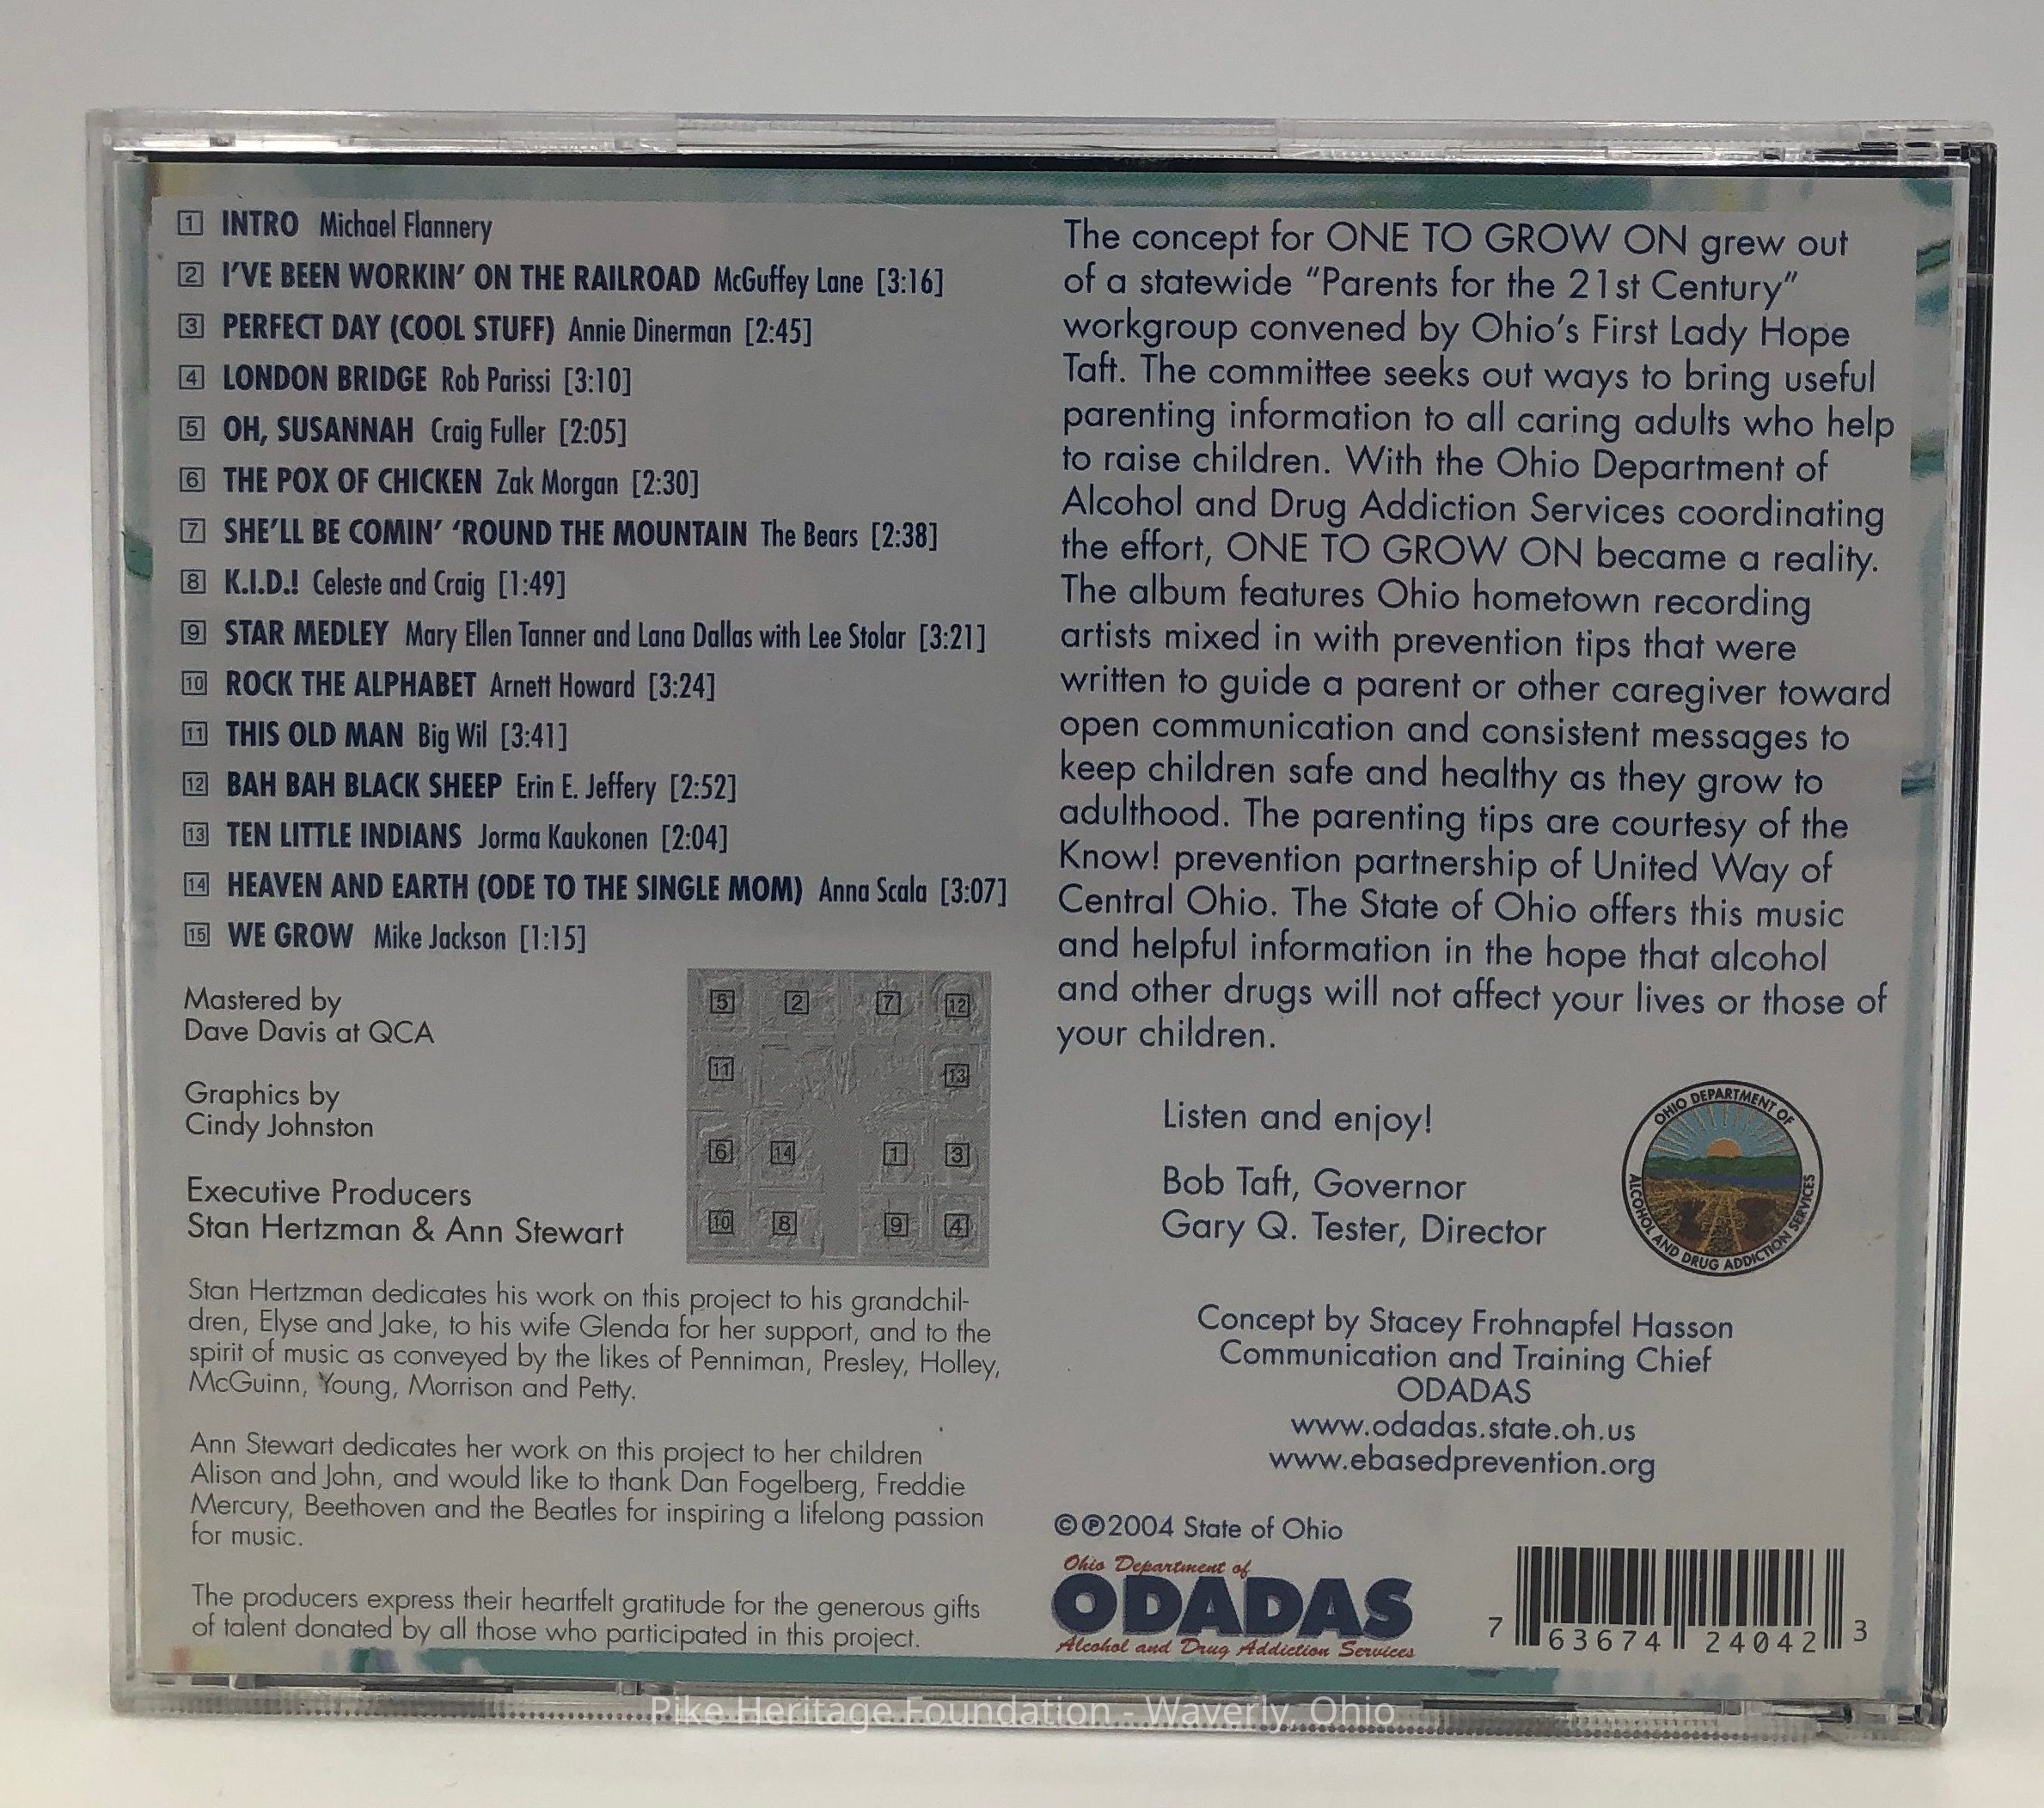 1 INTRO Michael Flannery
2 I'VE BEEN WORKIN' ON THE RAILROAD McGuffey Lane [3:16]
3 PERFECT DAY (COOL STUFF) Annie Dinerman [2:45]
4 LONDON BRIDGE Rob Parissi [3:10]
5 OH, SUSANNAH Craig Fuller [2:05]
6 THE POX OF CHICKEN Zak Morgan [2:30]
7 SHE'LL BE COMIN' 'ROUND THE MOUNTAIN The Bears [2:38]
8 K.I.D.! Celeste and Craig [1:49]
9 STAR MEDLEY Mary Ellen Tanner and Lana Dallas with Lee Stolar [3:21]
10 ROCK THE ALPHABET Arnett Howard [3:24]
11 THIS OLD MAN Big Wil [3:41]
12 BAH BAH BLACK SHEEP Erin E. Jeffery [2:52]
13 TEN LITTLE INDIANS Jorma Kaukonen [2:04]
14 HEAVEN AND EARTH (ODE TO THE SINGLE MOM) Anna Scala [3:07]
15 WE GROW Mike Jackson [1:15]
Mastered by
Dave Davis at QCA
Graphics by
Cindy Johnston
Executive Producers
Stan Hertzman & Ann Stewart
5 2 7 12
11 13
6 14 1 3
10 8 9 4
Stan Hertzman dedicates his work on this project to his grandchil-
dren, Elyse and Jake, to his wife Glenda for her support, and to the
spirit of music as conveyed by the likes of Penniman, Presley, Holley,
McGuinn, Young, Morrison and Petty.
Ann Stewart dedicates her work on this project to her children
Alison and John, and would like to thank Dan Fogelberg, Freddie
Mercury, Beethoven and the Beatles for inspiring a lifelong passion
for music.
The producers express their heartfelt gratitude for the generous gifts
of talent donated by all those who participated in this project.
The concept for ONE TO GROW ON grew out
of a statewide "Parents for the 21st Century"
workgroup convened by Ohio's First Lady Hope
Taft. The committee seeks out ways to bring useful
parenting information to all caring adults who help
to raise children. With the Ohio Department of
Alcohol and Drug Addiction Services coordinating
the effort, ONE TO GROW ON became a reality.
The album features Ohio hometown recording
artists mixed in with prevention tips that were
written to guide a parent or other caregiver toward
open communication and consistent messages to
keep children safe and healthy as they grow to
adulthood. The parenting tips are courtesy of the
Know! prevention partnership of United Way of
Central Ohio. The State of Ohio offers this music
and helpful information in the hope that alcohol
and other drugs will not affect your lives or those of
your children.
Listen and enjoy!
Bob Taft, Governor
Gary Q. Tester, Director
OHIO DEPARTMENT OF
ALCOHOL AND DRUG ADDICTION SERVICES
Concept by Stacey Frohnapfel Hasson
Communication and Training Chief
ODADAS
www.odadas.state.oh.us
www.ebasedprevention.org
©℗2004 State of Ohio
Ohio Department of
ODADAS
Alcohol and Drug Addiction Services
7 63674 24042 3
Pike Heritage Foundation - Waverly, Ohio